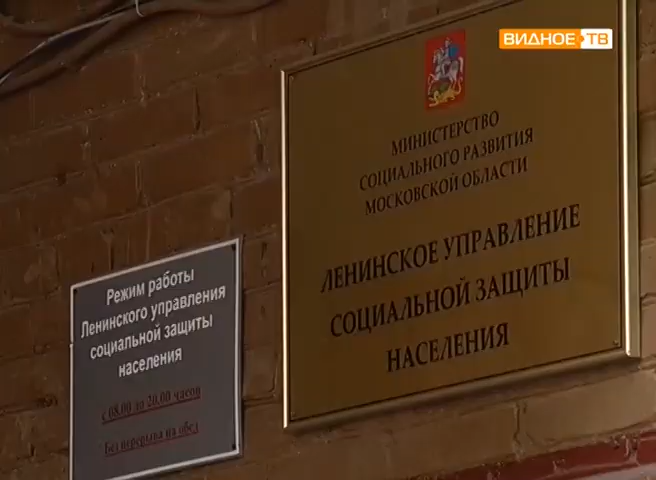 ВИДНОЕ ТВ
МИНИСТЕРСТВО
СОЦИАЛЬНОГО РАЗВИТИЯ
МОСКОВСКОЙ ОБЛАСТИ
ЛЕНИНСКОЕ УПРАВЛЕНИЕ
СОЦИАЛЬНОЙ ЗАЩИТЫ
НАСЕЛЕНИЯ
Режим работы
Ленинского управления
социальной защиты
населения
с 08.00 до 20.00 часов
Без перерыва на обед